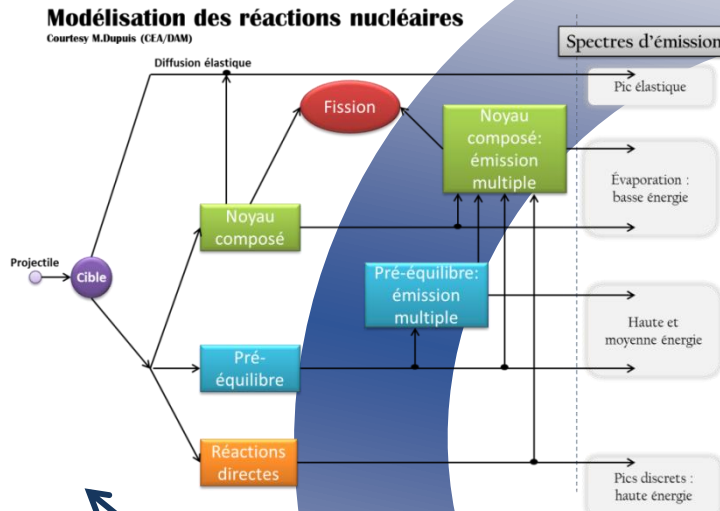 Modélisation des réactions nucléaires
Courtesy M.Dupuis (CEA/DAM)
Spectres d'émission
Diffusion élastique
Pic élastique
Fission
Noyau
composé:
émission
multiple
Évaporation :
basse énergie
Noyau
composé
Projectile
Cible
Pré-équilibre:
émission
multiple
Haute et
moyenne énergie
Pré-
équilibre
Réactions
directes
Pics discrets :
haute énergie